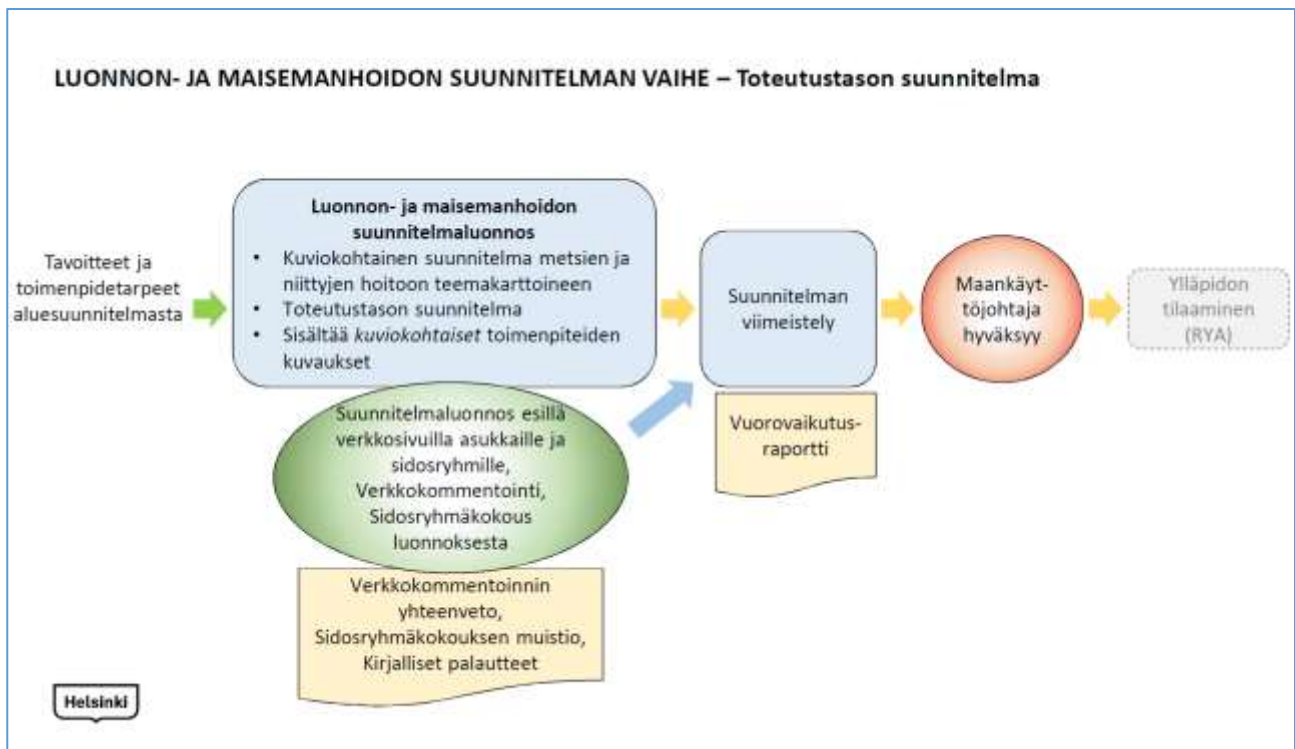 LUONNON- JA MAISEMANHOIDON SUUNNITELMAN VAIHE – Toteutustason suunnitelma
Tavoitteet ja
toimenpidetarpeet
aluesuunnitelmasta
Luonnon- ja maisemanhoidon
suunnitelmaluonnos
• Kuviokohtainen suunnitelma metsien ja
niittyjen hoitoon teemakarttoineen
• Toteutustason suunnitelma
• Sisältää kuviokohtaiset toimenpiteiden
kuvaukset
Suunnitelmaluonnos esillä
verkkosivuilla asukkaille ja
sidosryhmille,
Verkkokommentointi,
Sidosryhmäkokous
luonnoksesta
Verkkokommentoinnin
yhteenveto,
Sidosryhmäkokouksen muistio,
Kirjalliset palautteet
Suunnitelman
viimeistely
Vuorovaikutus-
raportti
Maankäyt-
töjohtaja
hyväksyy
Ylläpidon
tilaaminen
(RYA)
Helsinki